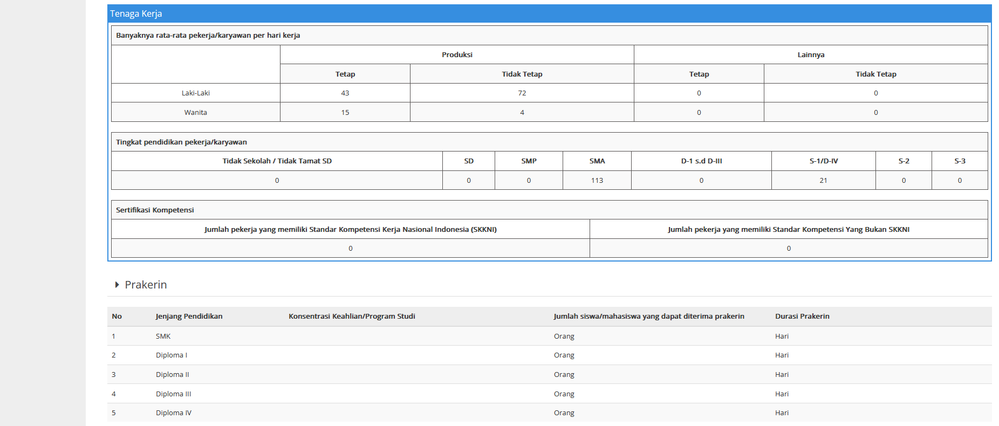 Tenaga Kerja
Banyaknya rata-rata pekerja/karyawan per hari kerja
Produksi Lainnya
Tetap Tidak Tetap Tetap Tidak Tetap
Laki-Laki 43 72 0 0
Wanita 15 4 0 0
Tingkat pendidikan pekerja/karyawan
Tidak Sekolah / Tidak Tamat SD SD SMP SMA D-1 s.d D-III S-1/D-IV S-2 S-3
0 0 0 113 0 21 0 0
Sertifikasi Kompetensi
Jumlah pekerja yang memiliki Standar Kompetensi Kerja Nasional Indonesia (SKKNI) Jumlah pekerja yang memiliki Standar Kompetensi Yang Bukan SKKNI
0 0
Prakerin
No Jenjang Pendidikan Konsentrasi Keahlian/Program Studi Jumlah siswa/mahasiswa yang dapat diterima prakerin Durasi Prakerin
1 SMK Orang Hari
2 Diploma I Orang Hari
3 Diploma II Orang Hari
4 Diploma III Orang Hari
5 Diploma IV Orang Hari